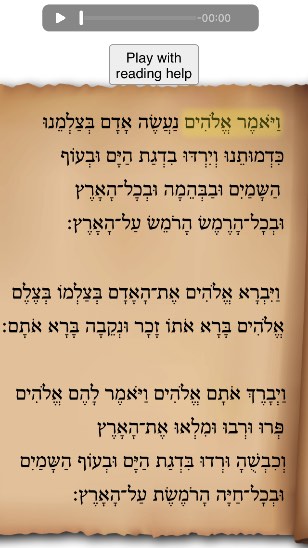 -00:00
Play with
reading help
וַיֹּאמֶר אֱלֹהִים נַעֲשֶׂה אָדָם בְּצַלְמֵנוּ
כִּדְמוּתֵנוּ וְיִרְדּוּ בִדְגַת הַיָּם וּבְעוֹף
הַשָּׁמַיִם וּבַבְּהֵמָה וּבְכָל־הָאָרֶץ
וּבְכָל־הָרֶמֶשׂ הָרֹמֵשׂ עַל־הָאָרֶץ:
וַיִּבְרָא אֱלֹהִים אֶת־הָאָדָם בְּצַלְמוֹ בְּצֶלֶם
אֱלֹהִים בָּרָא אֹתוֹ זָכָר וּנְקֵבָה בָּרָא אֹתָם:
וַיְבָרֶךְ אֹתָם אֱלֹהִים וַיֹּאמֶר לָהֶם אֱלֹהִים
פְּרוּ וּרְבוּ וּמִלְאוּ אֶת־הָאָרֶץ
וְכִבְשֻׁהָ וּרְדוּ בִּדְגַת הַיָּם וּבְעוֹף הַשָּׁמַיִם
וּבְכָל־חַיָּה הָרֹמֶשֶׂת עַל־הָאָרֶץ: